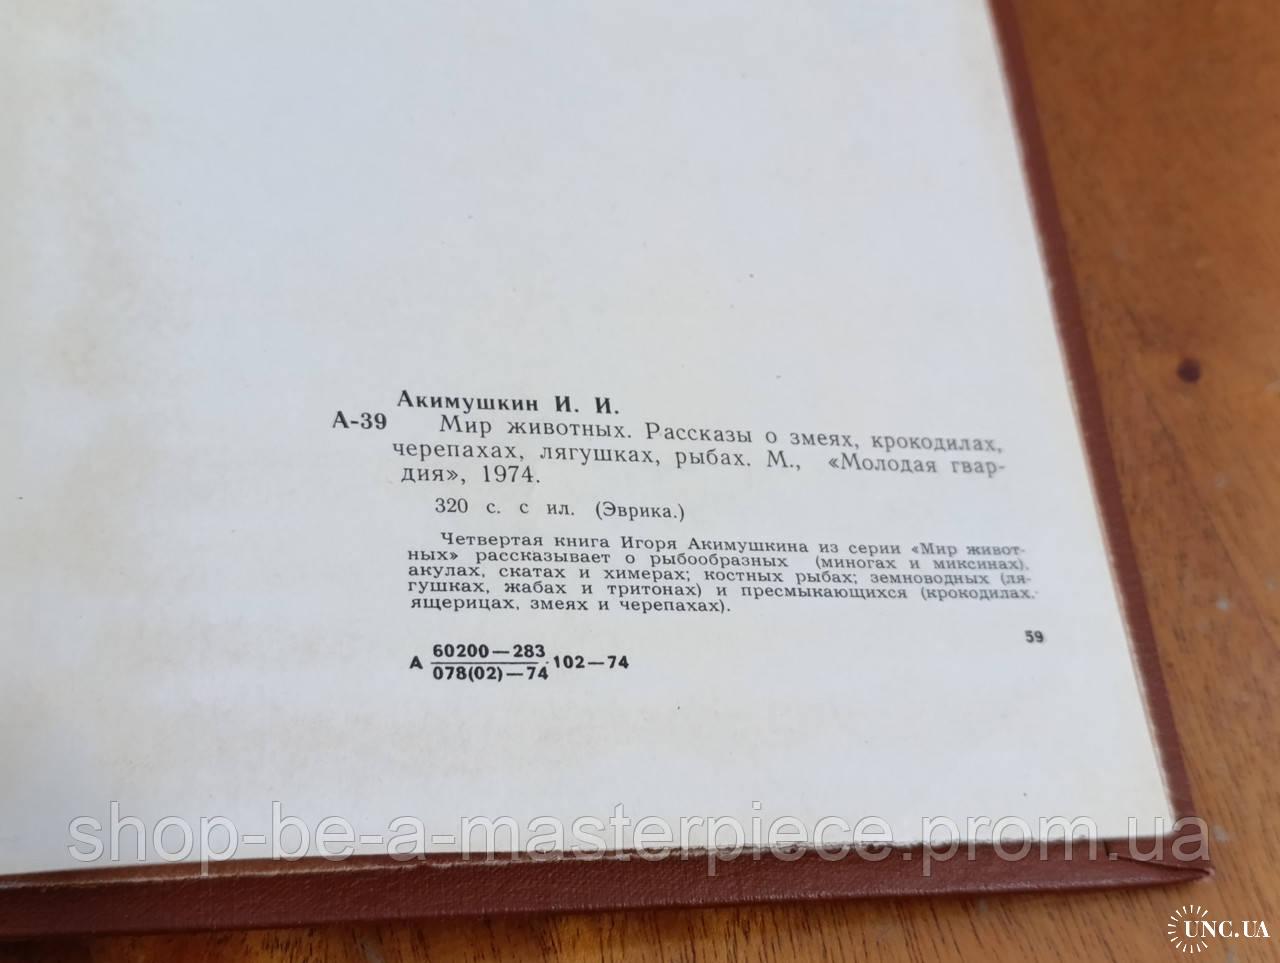 Акимушкин И. И.
А-39
Мир животных. Рассказы о змеях, крокодилах,
черепахах, лягушках, рыбах. М., «Молодая гвар-
дия», 1974.
320 с. с ил. (Эврика.)
Четвертая книга Игоря Акимушкина из серии «Мир живот-
ных» рассказывает о рыбообразных (миногах и миксинах),
акулах, скатах и химерах; костных рыбах; земноводных (ля-
гушках, жабах и тритонах) и пресмыкающихся (крокодилах,
ящерицах, змеях и черепахах).
59
А 60200—283
078(02)—74 · 102—74
shop-be-a-masterpiece.prom.ua
UNC.UA